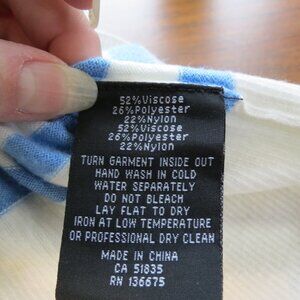 52%Viscose
26%Polyester
22%Nylon
52%Viscose
26%Polyester
22%Nylon
TURN GARMENT INSIDE OUT
HAND WASH IN COLD
WATER SEPARATELY
DO NOT BLEACH
LAY FLAT TO DRY
IRON AT LOW TEMPERATURE
OR PROFESSIONAL DRY CLEAN
MADE IN CHINA
CA 51835
RN 136675